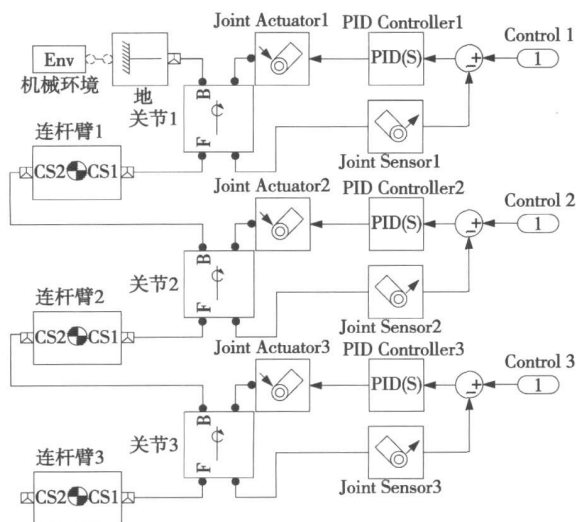 Joint Actuator1
PID Controller1
Control 1
Env
机械环境
地
PID(S)
+
−
1
关节1
B
F
Joint Sensor1
连杆臂1
CS2 CS1
Joint Actuator2
PID Controller2
Control 2
PID(S)
+
−
1
关节2
B
F
Joint Sensor2
连杆臂2
CS2 CS1
Joint Actuator3
PID Controller3
Control 3
PID(S)
+
−
1
关节3
B
F
Joint Sensor3
连杆臂3
CS2 CS1